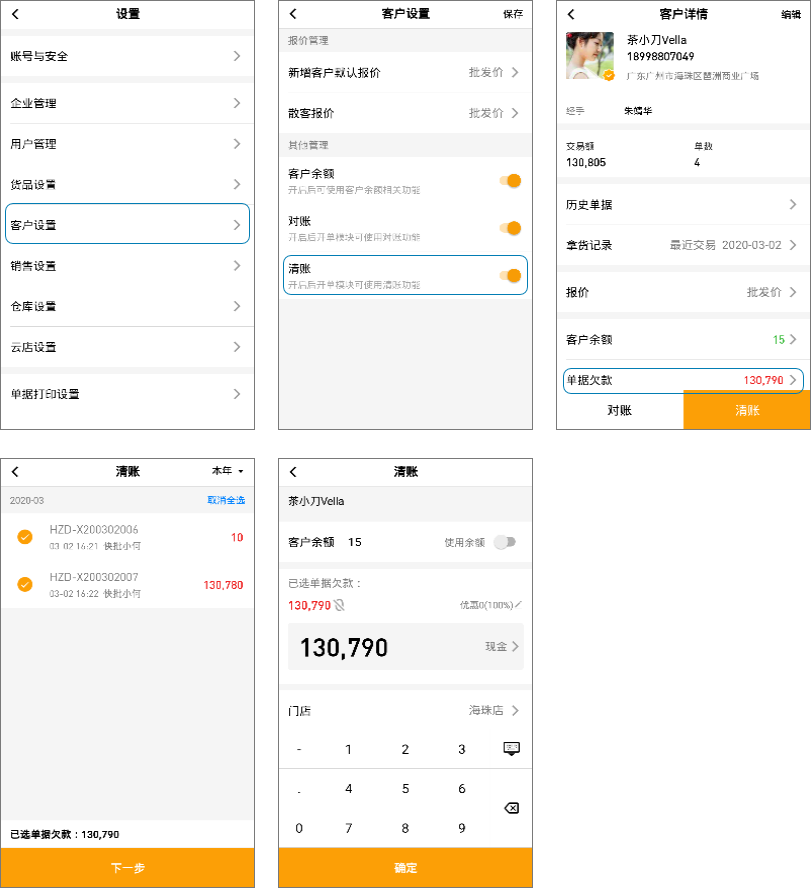 设置
账号与安全
企业管理
用户管理
货品设置
客户设置
销售设置
仓库设置
云店设置
单据打印设置
客户设置 保存
报价管理
新增客户默认报价 批发价
散客报价 批发价
其他管理
客户余额
开启后可使用客户余额相关功能
对账
开启后开单模块可使用对账功能
清账
开启后开单模块可使用清账功能
客户详情 编辑
茶小刀Vella
18998807049
广东广州市海珠区琶洲商业广场
经手 朱靖华
交易额 单数
130,805 4
历史单据
拿货记录 最近交易 2020-03-02
报价 批发价
客户余额 15
单据欠款 130,790
对账 清账
清账 本年
2020-03 取消全选
HZD-X200302006
03-02 16:21 快批小何 10
HZD-X200302007
03-02 16:22 快批小何 130,780
已选单据欠款：130,790
下一步
清账
茶小刀Vella
客户余额 15 使用余额
已选单据欠款：
130,790 优惠0(100%)
130,790 现金
门店 海珠店
- 1 2 3
. 4 5 6
0 7 8 9
确定